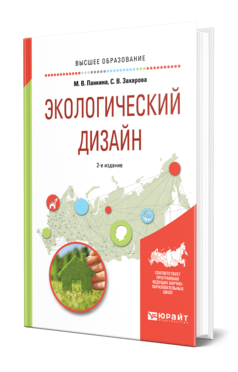 ВЫСШЕЕ ОБРАЗОВАНИЕ
М. В. Панкина, С. В. Захарова
ЭКОЛОГИЧЕСКИЙ
ДИЗАЙН
2-е издание
СООТВЕТСТВУЕТ
ПРОГРАММАМ
ВЕДУЩИХ НАУЧНО-
ОБРАЗОВАТЕЛЬНЫХ
ШКОЛ
ЮРАЙТ